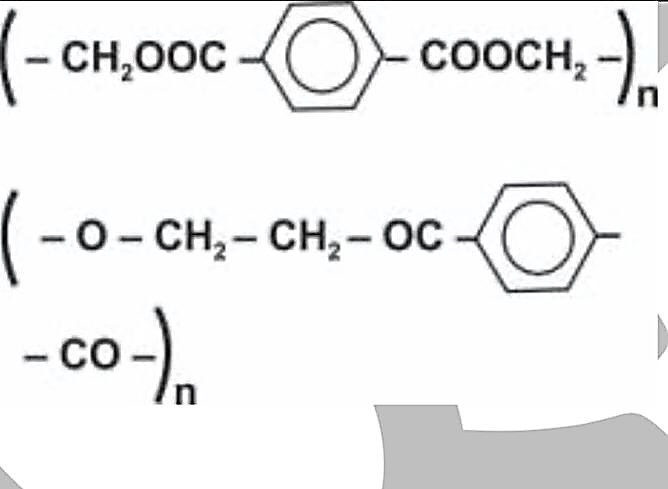 ( – CH₂OOC – – COOCH₂ – )n
( – O – CH₂ – CH₂ – OC – –
– CO – )n